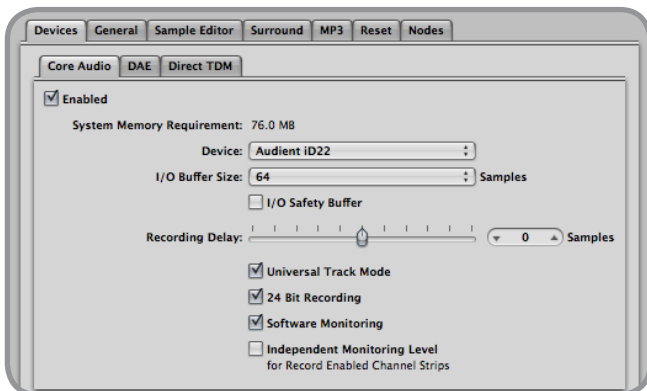 Devices General Sample Editor Surround MP3 Reset Nodes
Core Audio DAE Direct TDM
Enabled
System Memory Requirement: 76.0 MB
Device: Audient iD22
I/O Buffer Size: 64 Samples
I/O Safety Buffer
Recording Delay: 0 Samples
Universal Track Mode
24 Bit Recording
Software Monitoring
Independent Monitoring Level
for Record Enabled Channel Strips